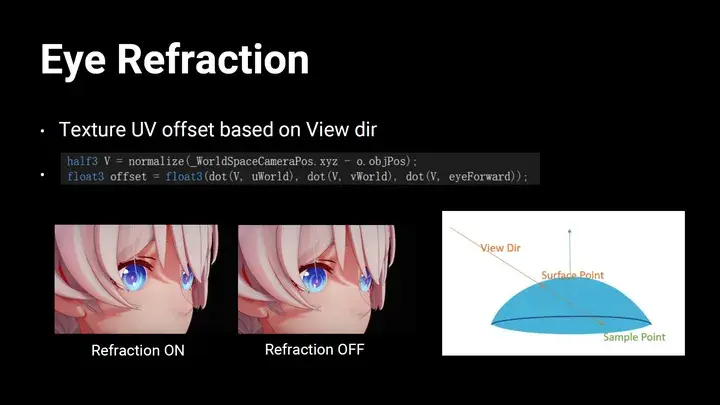 Eye Refraction
• Texture UV offset based on View dir
• half3 V = normalize(_WorldSpaceCameraPos.xyz - o.objPos);
float3 offset = float3(dot(V, uWorld), dot(V, vWorld), dot(V, eyeForward));
View Dir
Surface Point
Sample Point
Refraction ON
Refraction OFF